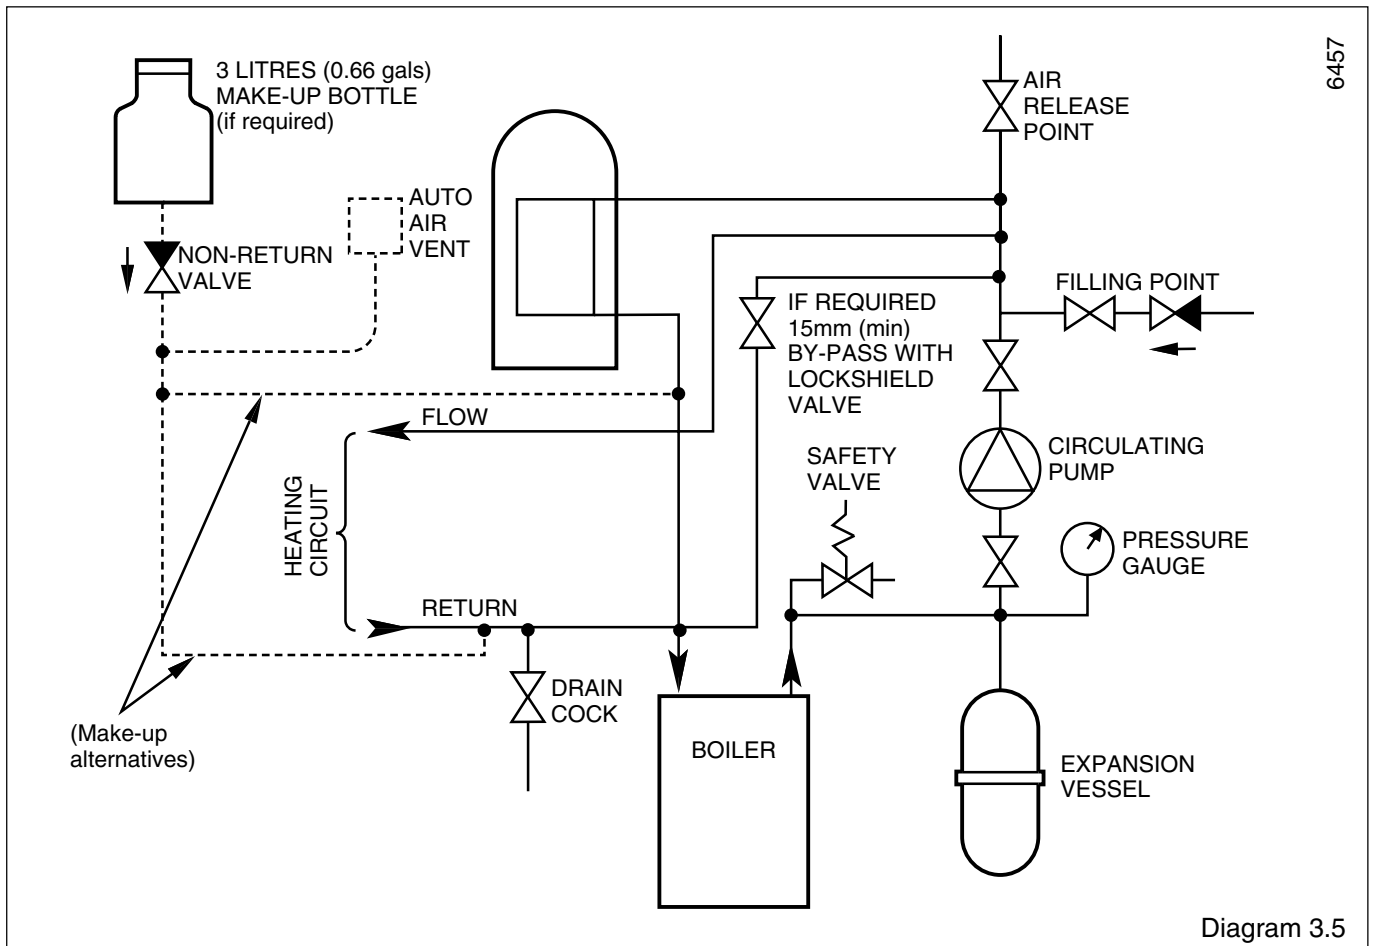 3 LITRES (0.66 gals)
MAKE-UP BOTTLE
(if required)
6457
AIR
RELEASE
POINT
AUTO
AIR
VENT
NON-RETURN
VALVE
FILLING POINT
IF REQUIRED
15mm (min)
BY-PASS WITH
LOCKSHIELD
VALVE
FLOW
SAFETY
VALVE
CIRCULATING
PUMP
HEATING
CIRCUIT
PRESSURE
GAUGE
RETURN
DRAIN
COCK
(Make-up
alternatives)
BOILER
EXPANSION
VESSEL
Diagram 3.5